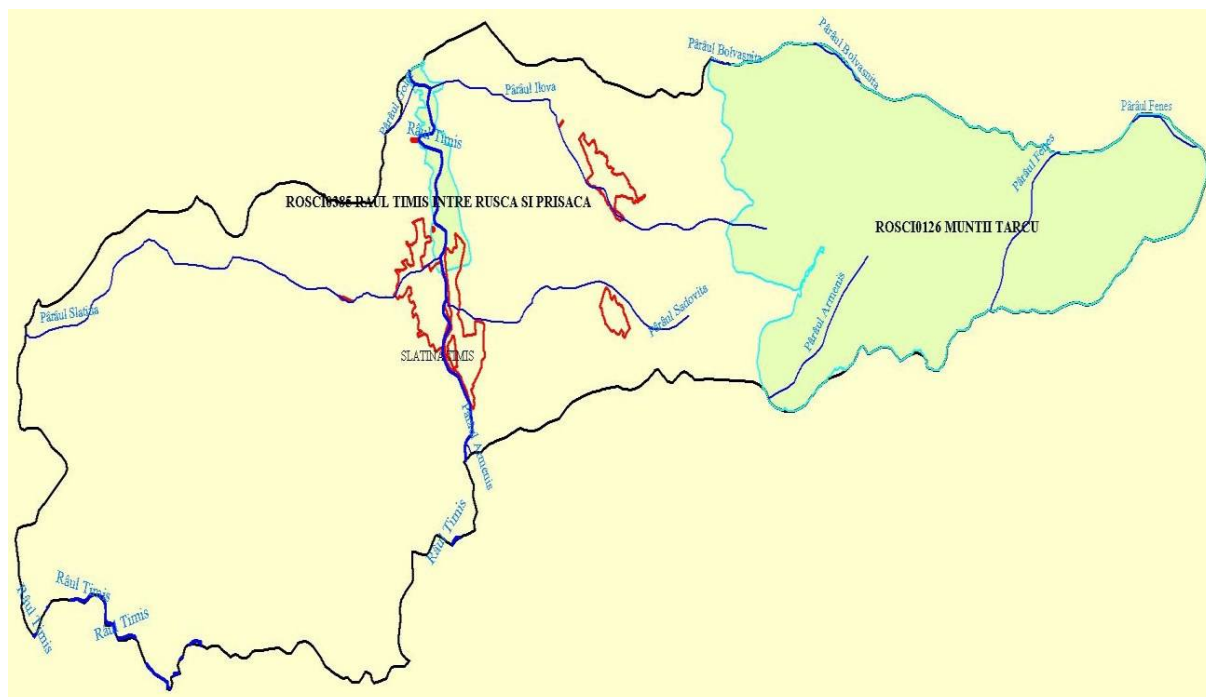 Pârâul Bolvasnita
Pârâul Bolvasnita
Pârâul Ilova
Pârâul Fenes
Râul Timis
Pârâul Fenes
ROSCI0385 RAUL TIMIS INTRE RUSCA SI PRISACA
ROSCI0126 MUNTII TARCU
Pârâul Slatina
Pârâul Sadovita
Pârâul Armenis
SLATINA TIMIS
Pârâul Armenis
Râul Timis
Râul Timis
Râul Timis
Râul Timis